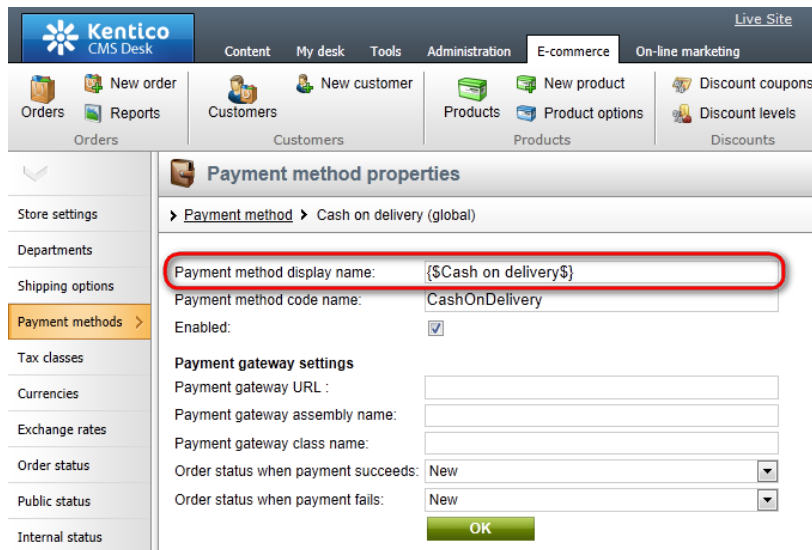 Live Site
Kentico
CMS Desk
Content My desk Tools Administration E-commerce On-line marketing
New order New customer New product Discount coupons
Orders Reports Customers Products Product options Discount levels
Orders Customers Products Discounts
Payment method properties
Store settings
> Payment method > Cash on delivery (global)
Departments
Payment method display name: {$Cash on delivery$}
Shipping options
Payment method code name: CashOnDelivery
Payment methods >
Enabled:
Tax classes
Payment gateway settings
Payment gateway URL :
Currencies
Payment gateway assembly name:
Exchange rates
Payment gateway class name:
Order status
Order status when payment succeeds: New
Public status
Order status when payment fails: New
Internal status
OK